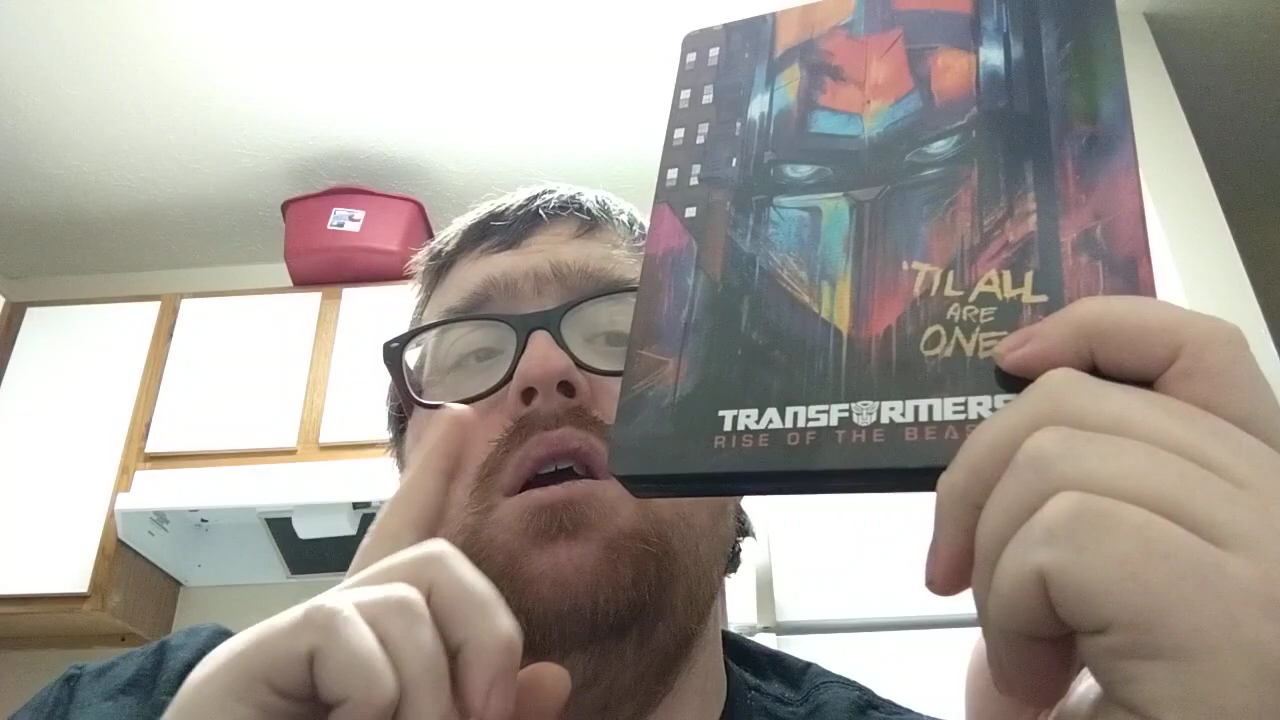 'TIL ALL
ARE
ONE
TRANSFORMERS
RISE OF THE BEAS